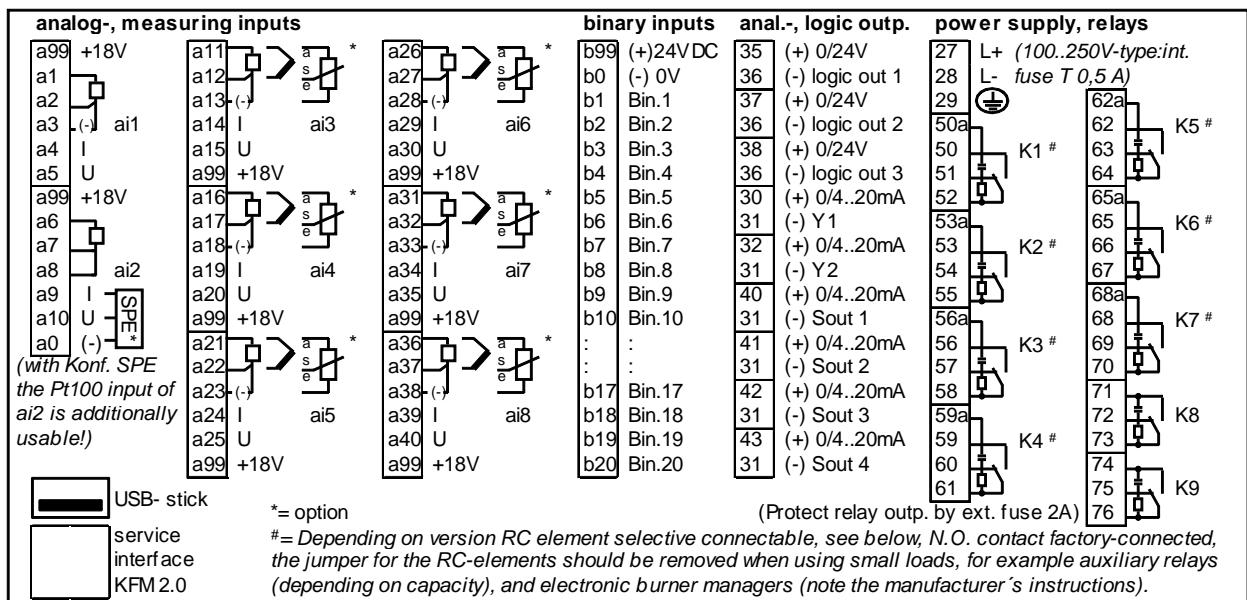 analog-, measuring inputs
a99 +18V
a1
a2
a3 (-) ai1
a4 I
a5 U
a99 +18V
a6
a7
a8 ai2
a9 I
a10 U
a0 (-)
SPE*
(with Konf. SPE
the Pt100 input of
ai2 is additionally
usable!)
a11 a *
a12 s
a13 (-) e
a14 I ai3
a15 U
a99 +18V
a16 a *
a17 s
a18 (-) e
a19 I ai4
a20 U
a99 +18V
a21 a *
a22 s
a23 (-) e
a24 I ai5
a25 U
a99 +18V
a26 a *
a27 s
a28 (-) e
a29 I ai6
a30 U
a99 +18V
a31 a *
a32 s
a33 (-) e
a34 I ai7
a35 U
a99 +18V
a36 a *
a37 s
a38 (-) e
a39 I ai8
a40 U
a99 +18V
binary inputs
b99 (+)24VDC
b0 (-) 0V
b1 Bin.1
b2 Bin.2
b3 Bin.3
b4 Bin.4
b5 Bin.5
b6 Bin.6
b7 Bin.7
b8 Bin.8
b9 Bin.9
b10 Bin.10
: :
: :
b17 Bin.17
b18 Bin.18
b19 Bin.19
b20 Bin.20
anal.-, logic outp.
35 (+) 0/24V
36 (-) logic out 1
37 (+) 0/24V
36 (-) logic out 2
38 (+) 0/24V
36 (-) logic out 3
30 (+) 0/4..20mA
31 (-) Y1
32 (+) 0/4..20mA
31 (-) Y2
40 (+) 0/4..20mA
31 (-) Sout 1
41 (+) 0/4..20mA
31 (-) Sout 2
42 (+) 0/4..20mA
31 (-) Sout 3
43 (+) 0/4..20mA
31 (-) Sout 4
power supply, relays
27 L+ (100..250V-type:int.
28 L- fuse T 0,5 A)
29
50a
50 K1 #
51
52
53a
53 K2 #
54
55
56a
56 K3 #
57
58
59a
59 K4 #
60
61
62a
62 K5 #
63
64
65a
65 K6 #
66
67
68a
68 K7 #
69
70
71
72 K8
73
74
75 K9
76
USB- stick
service
interface
KFM 2.0
*= option
(Protect relay outp. by ext. fuse 2A)
#= Depending on version RC element selective connectable, see below, N.O. contact factory-connected,
the jumper for the RC-elements should be removed when using small loads, for example auxiliary relays
(depending on capacity), and electronic burner managers (note the manufacturer´s instructions).